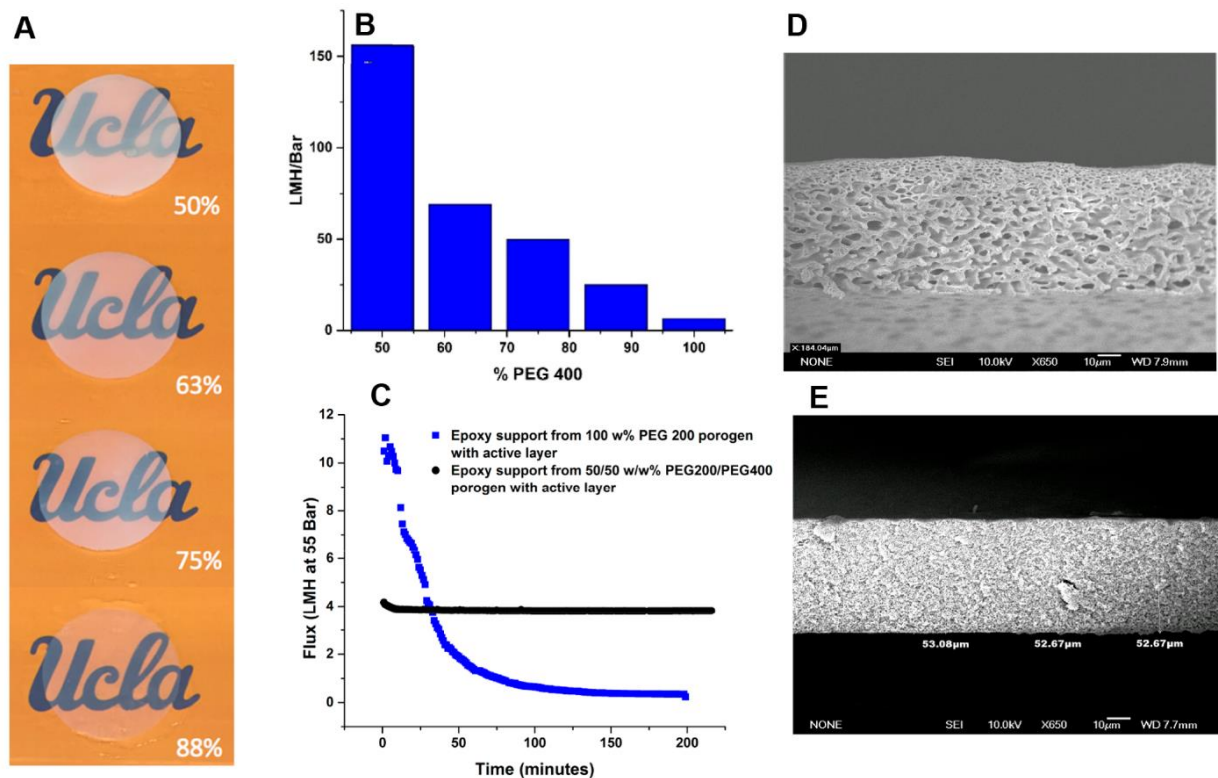 A
Ucla
50%
Ucla
63%
Ucla
75%
Ucla
88%
B
LMH/Bar
150
100
50
0
50 60 70 80 90 100
% PEG 400
C
Flux (LMH at 55 Bar)
12
10
8
6
4
2
0
Epoxy support from 100 w% PEG 200 porogen
with active layer
Epoxy support from 50/50 w/w% PEG200/PEG400
porogen with active layer
0 50 100 150 200
Time (minutes)
D
X:184.04µm
NONE SEI 10.0kV X650 10µm WD 7.9mm
E
53.08µm 52.67µm 52.67µm
NONE SEI 10.0kV X650 10µm WD 7.7mm